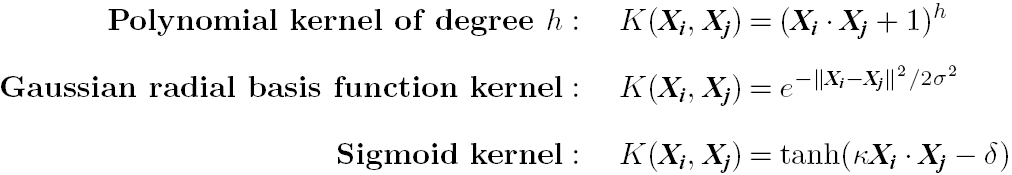 Polynomial kernel of degree h : K(Xᵢ, Xⱼ) = (Xᵢ · Xⱼ + 1)ʰ
Gaussian radial basis function kernel : K(Xᵢ, Xⱼ) = e^{−‖Xᵢ−Xⱼ‖²/2σ²}
Sigmoid kernel : K(Xᵢ, Xⱼ) = tanh(κXᵢ · Xⱼ − δ)